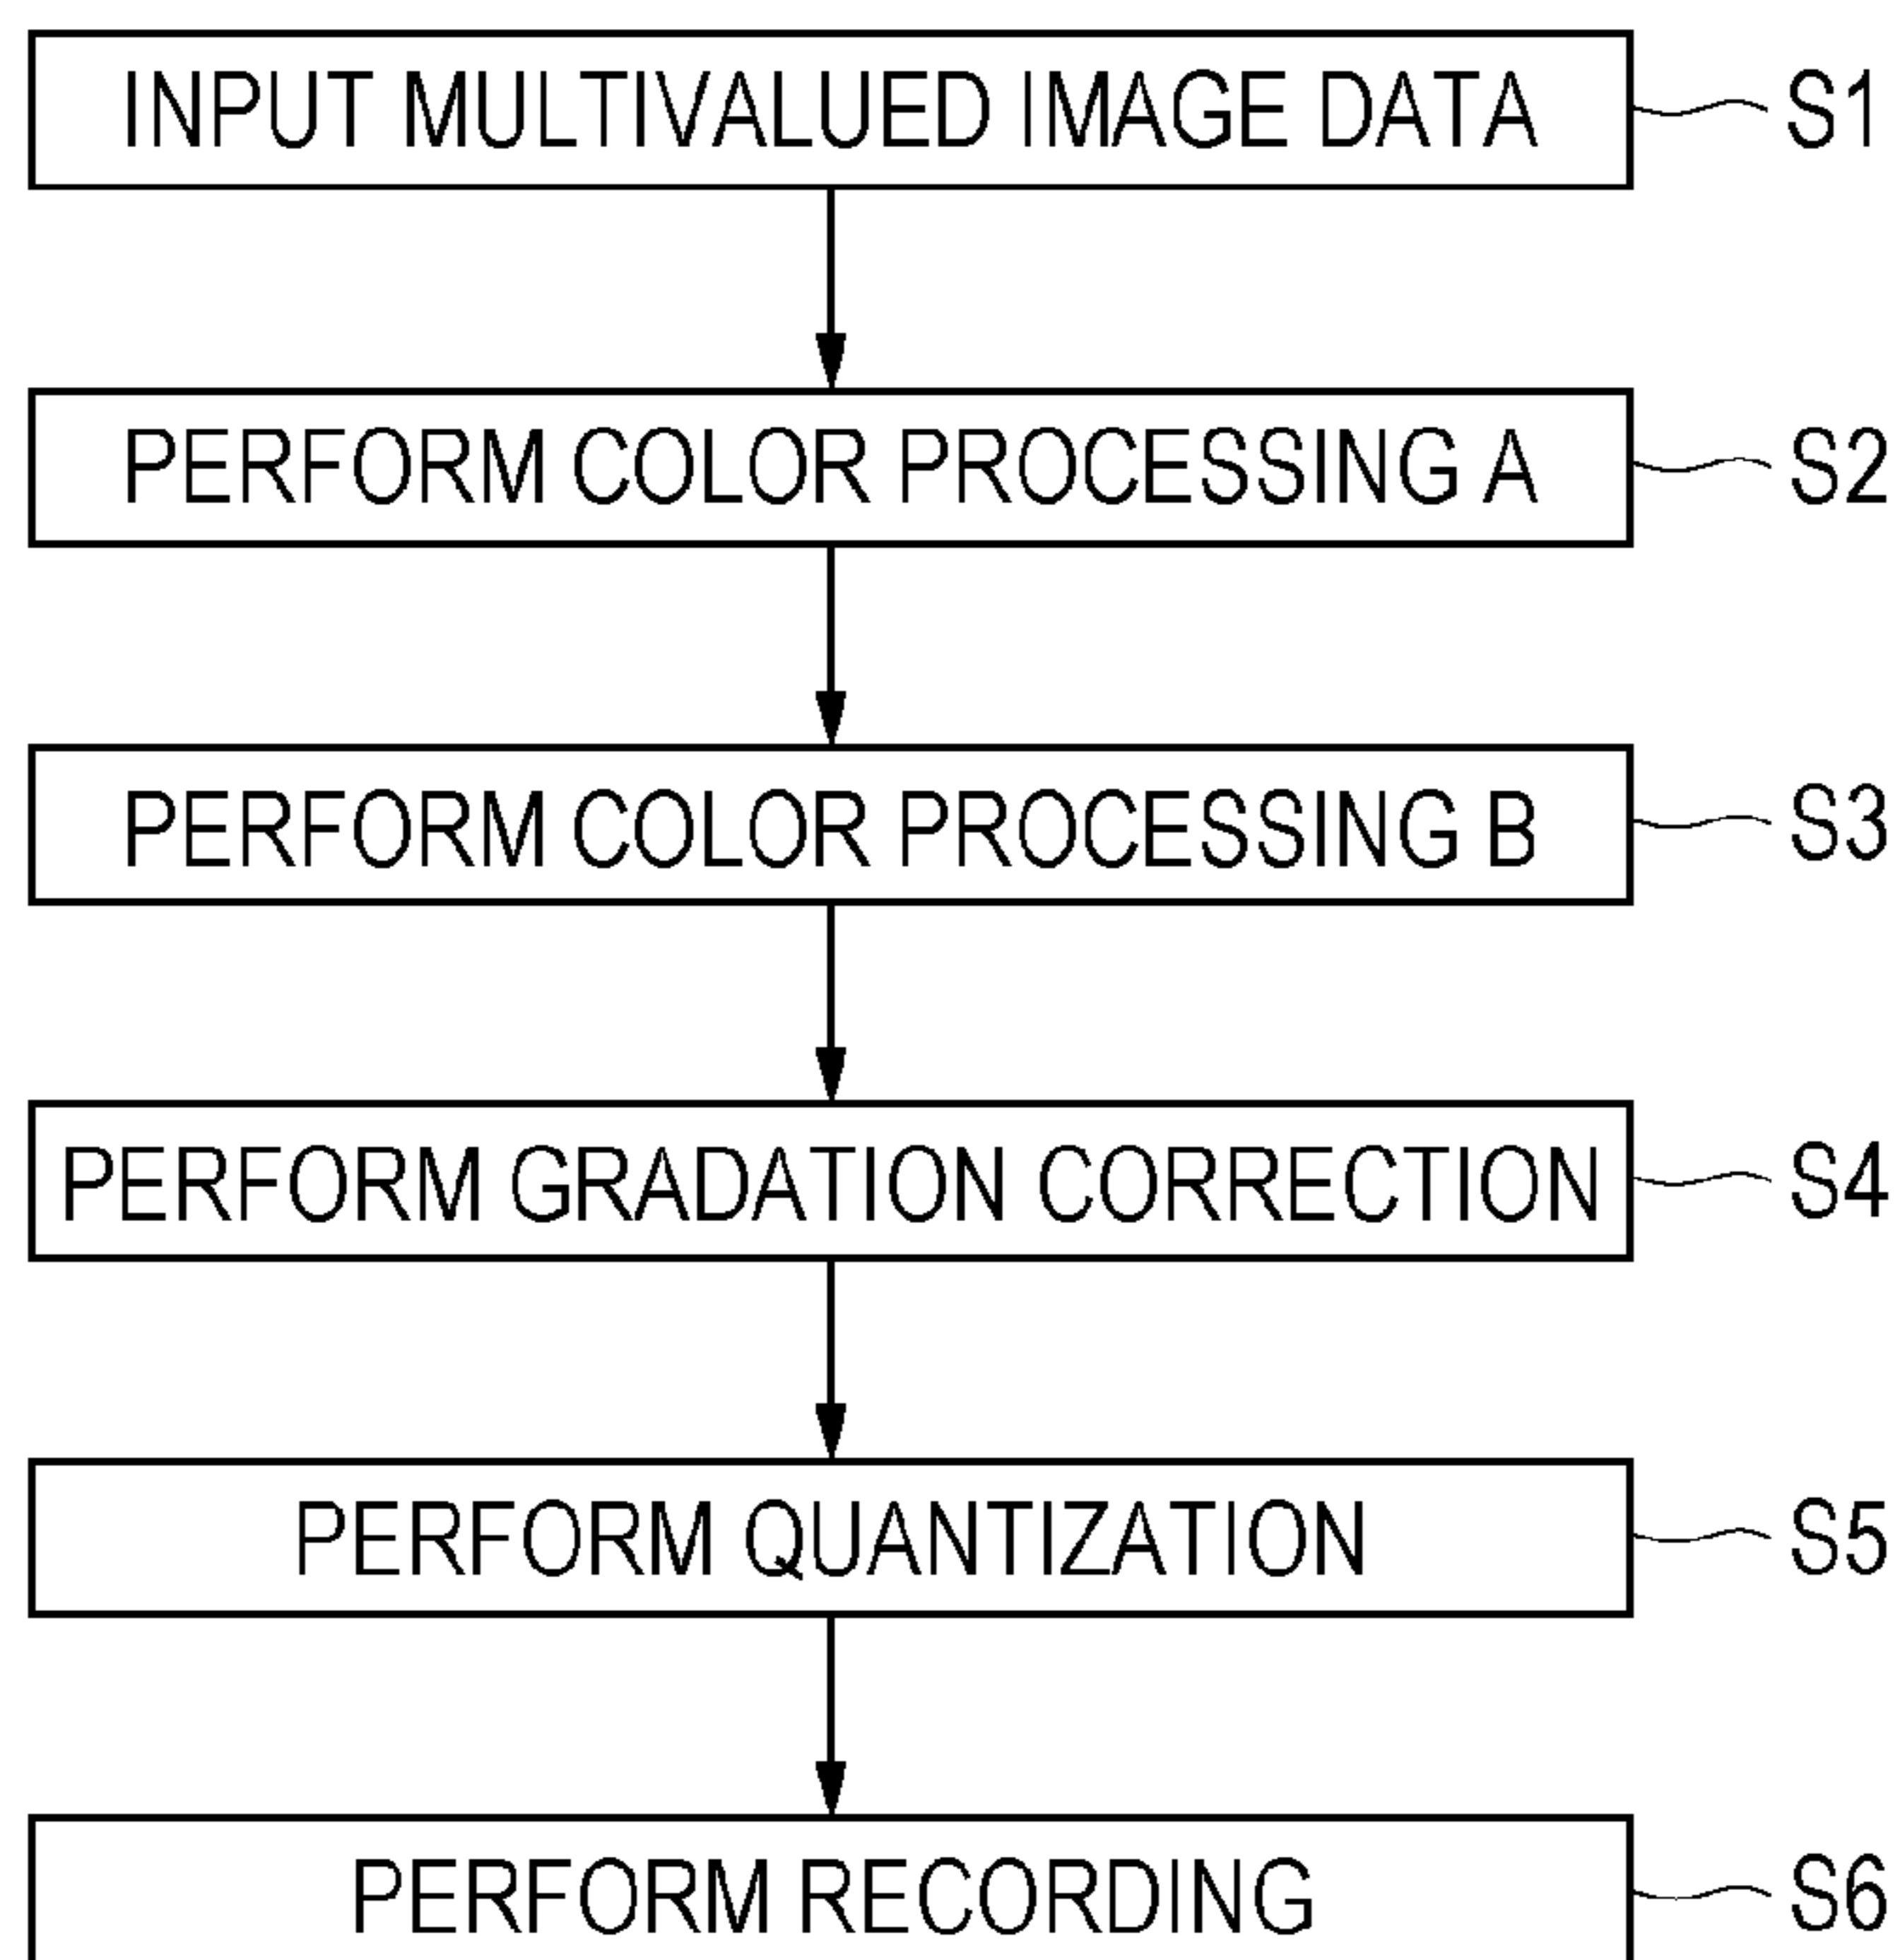 INPUT MULTIVALUED IMAGE DATA S1
PERFORM COLOR PROCESSING A S2
PERFORM COLOR PROCESSING B S3
PERFORM GRADATION CORRECTION S4
PERFORM QUANTIZATION S5
PERFORM RECORDING S6